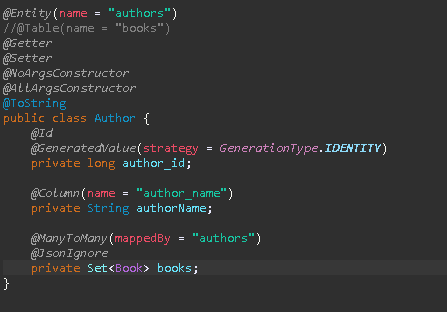 @Entity(name = "authors")
//@Table(name = "books")
@Getter
@Setter
@NoArgsConstructor
@AllArgsConstructor
@ToString
public class Author {
@Id
@GeneratedValue(strategy = GenerationType.IDENTITY)
private long author_id;
@Column(name = "author_name")
private String authorName;
@ManyToMany(mappedBy = "authors")
@JsonIgnore
private Set<Book> books;
}